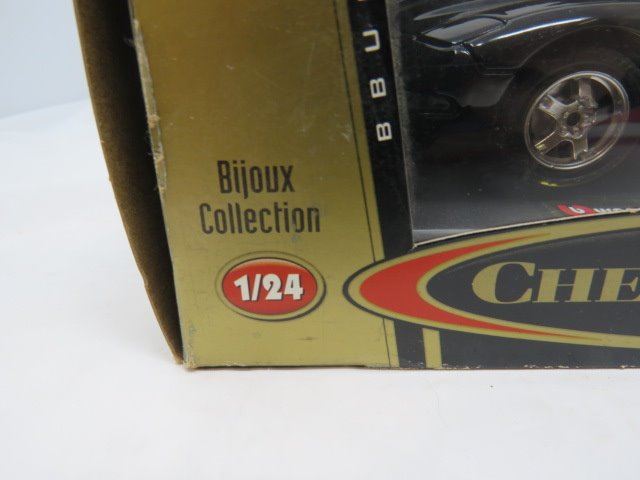 BBU
Bijoux
Collection
1/24
CHE